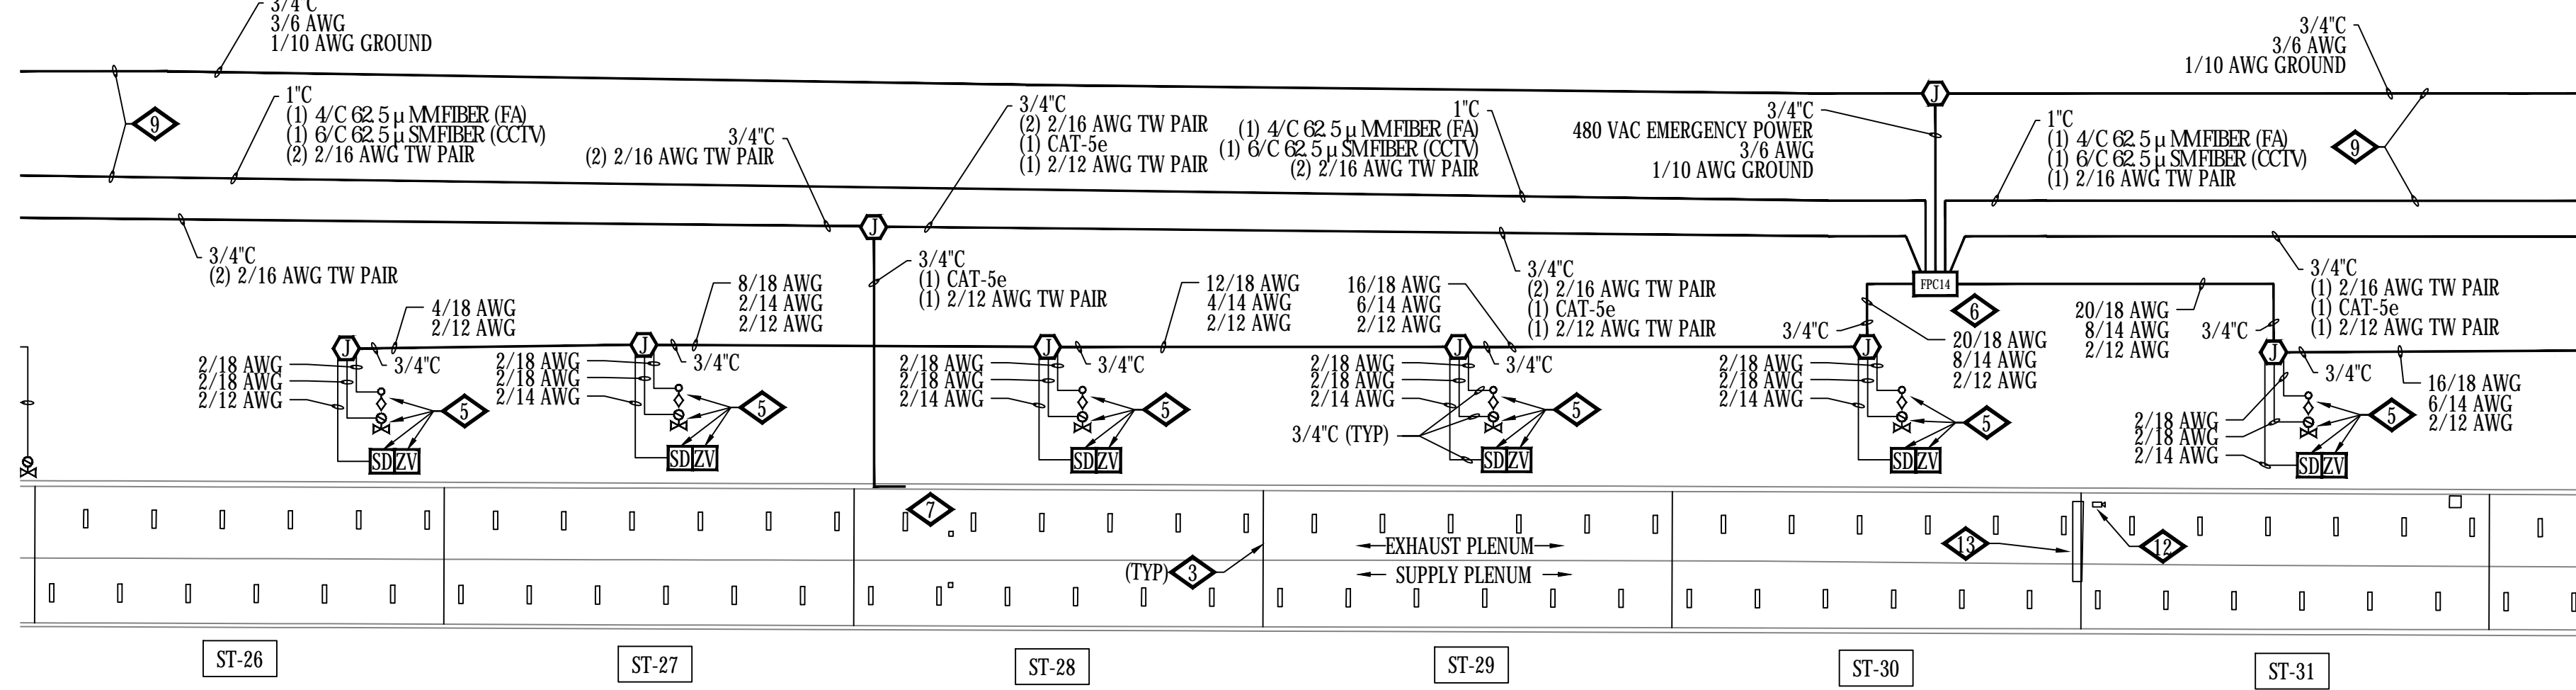 3/4"C
3/6 AWG
1/10 AWG GROUND
9
1"C
(1) 4/C 62.5 µ MM FIBER (FA)
(1) 6/C 62.5 µ SM FIBER (CCTV)
(2) 2/16 AWG TW PAIR
3/4"C
(2) 2/16 AWG TW PAIR
3/4"C
(2) 2/16 AWG TW PAIR
(1) CAT-5e
(1) 2/12 AWG TW PAIR
1"C
(1) 4/C 62.5 µ MM FIBER (FA)
(1) 6/C 62.5 µ SM FIBER (CCTV)
(2) 2/16 AWG TW PAIR
3/4"C
480 VAC EMERGENCY POWER
3/6 AWG
1/10 AWG GROUND
J
3/4"C
3/6 AWG
1/10 AWG GROUND
1"C
(1) 4/C 62.5 µ MM FIBER (FA)
(1) 6/C 62.5 µ SM FIBER (CCTV)
(1) 2/16 AWG TW PAIR
9
3/4"C
(2) 2/16 AWG TW PAIR
J
3/4"C
(1) CAT-5e
(1) 2/12 AWG TW PAIR
3/4"C
(2) 2/16 AWG TW PAIR
(1) CAT-5e
(1) 2/12 AWG TW PAIR
FPC14
6
3/4"C
(1) 2/16 AWG TW PAIR
(1) CAT-5e
(1) 2/12 AWG TW PAIR
J
4/18 AWG
2/12 AWG
3/4"C
2/18 AWG
2/18 AWG
2/12 AWG
5
SD ZV
J
8/18 AWG
2/14 AWG
2/12 AWG
3/4"C
2/18 AWG
2/18 AWG
2/14 AWG
5
SD ZV
J
12/18 AWG
4/14 AWG
2/12 AWG
3/4"C
2/18 AWG
2/18 AWG
2/14 AWG
5
SD ZV
16/18 AWG
6/14 AWG
2/12 AWG
J
3/4"C
2/18 AWG
2/18 AWG
2/14 AWG
3/4"C (TYP)
5
SD ZV
3/4"C
J
20/18 AWG
8/14 AWG
2/12 AWG
2/18 AWG
2/18 AWG
2/14 AWG
5
SD ZV
20/18 AWG
8/14 AWG
2/12 AWG
3/4"C
J
3/4"C
16/18 AWG
6/14 AWG
2/12 AWG
2/18 AWG
2/18 AWG
2/14 AWG
5
SD ZV
7
(TYP)
3
EXHAUST PLENUM
SUPPLY PLENUM
13
12
ST-26
ST-27
ST-28
ST-29
ST-30
ST-31